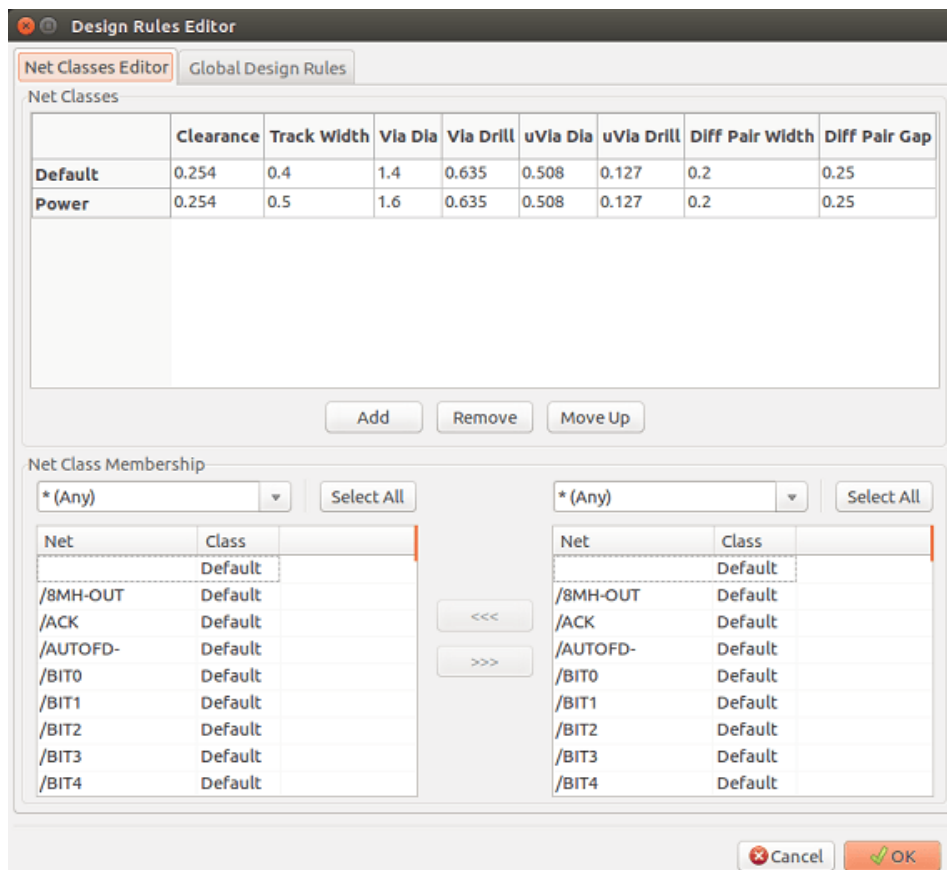 Design Rules Editor
Net Classes Editor Global Design Rules
Net Classes
Clearance Track Width Via Dia Via Drill uVia Dia uVia Drill Diff Pair Width Diff Pair Gap
Default 0.254 0.4 1.4 0.635 0.508 0.127 0.2 0.25
Power 0.254 0.5 1.6 0.635 0.508 0.127 0.2 0.25
Add Remove Move Up
Net Class Membership
* (Any) Select All * (Any) Select All
Net Class Net Class
Default Default
/8MH-OUT Default /8MH-OUT Default
/ACK Default <<< /ACK Default
/AUTOFD- Default /AUTOFD- Default
/BIT0 Default >>> /BIT0 Default
/BIT1 Default /BIT1 Default
/BIT2 Default /BIT2 Default
/BIT3 Default /BIT3 Default
/BIT4 Default /BIT4 Default
Cancel OK